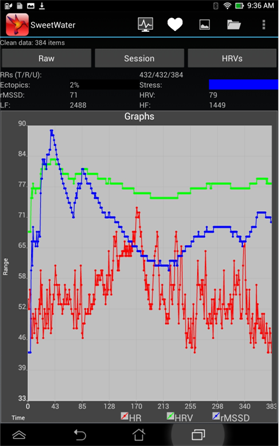 9:36 AM
SweetWater
Clean data: 384 items
Raw Session HRVs
RRs (T/R/U): 432/432/384
Ectopics: 2% Stress:
rMSSD: 71 HRV: 79
LF: 2488 HF: 1449
Graphs
90
84
77
71
65
58
52
46
39
33
Range
0 43 85 128 170 213 255 298 340 383
Time
HR HRV rMSSD